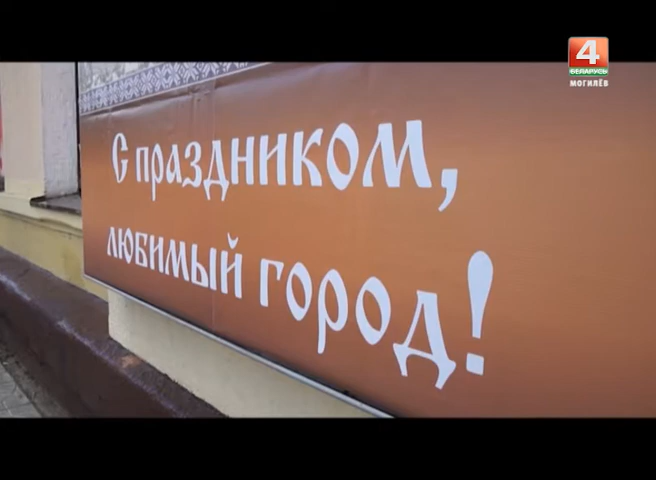 4
БЕЛАРУСЬ
МОГИЛЁВ
С праздником,
любимый город!